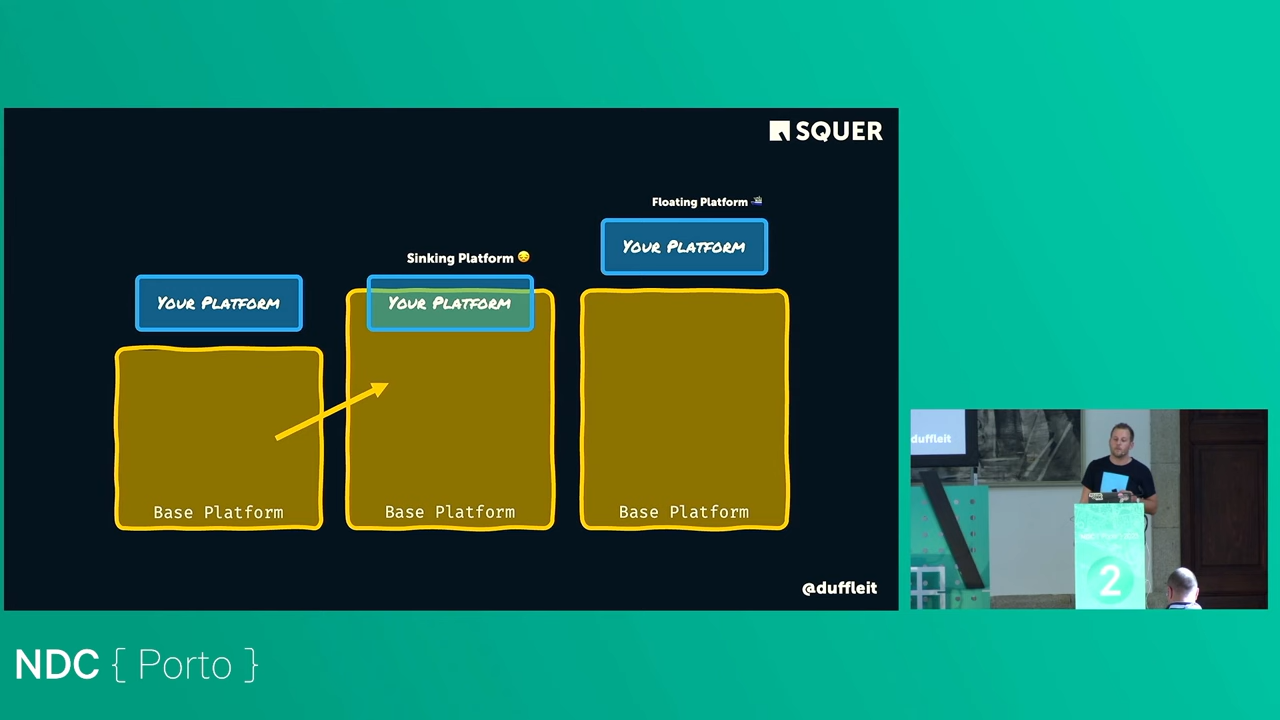 SQUER
Floating Platform
Your Platform
Sinking Platform
Your Platform
Your Platform
Base Platform
Base Platform
Base Platform
@duffleit
duffleit
2
NDC { Porto }